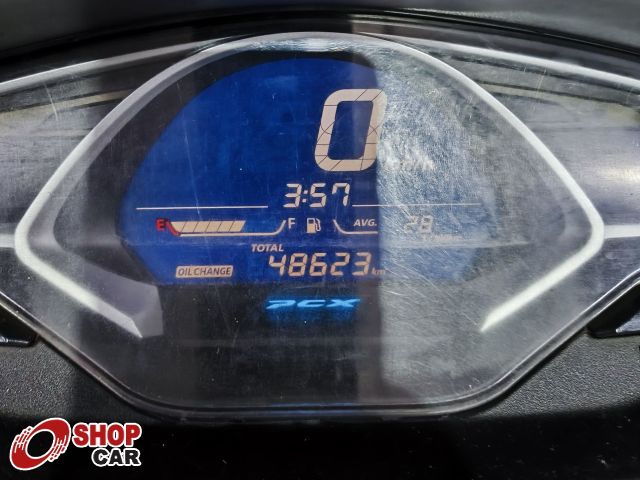 0
3:57
E F AVG. 28
TOTAL
OILCHANGE 48623 km
PCX
SHOP
CAR